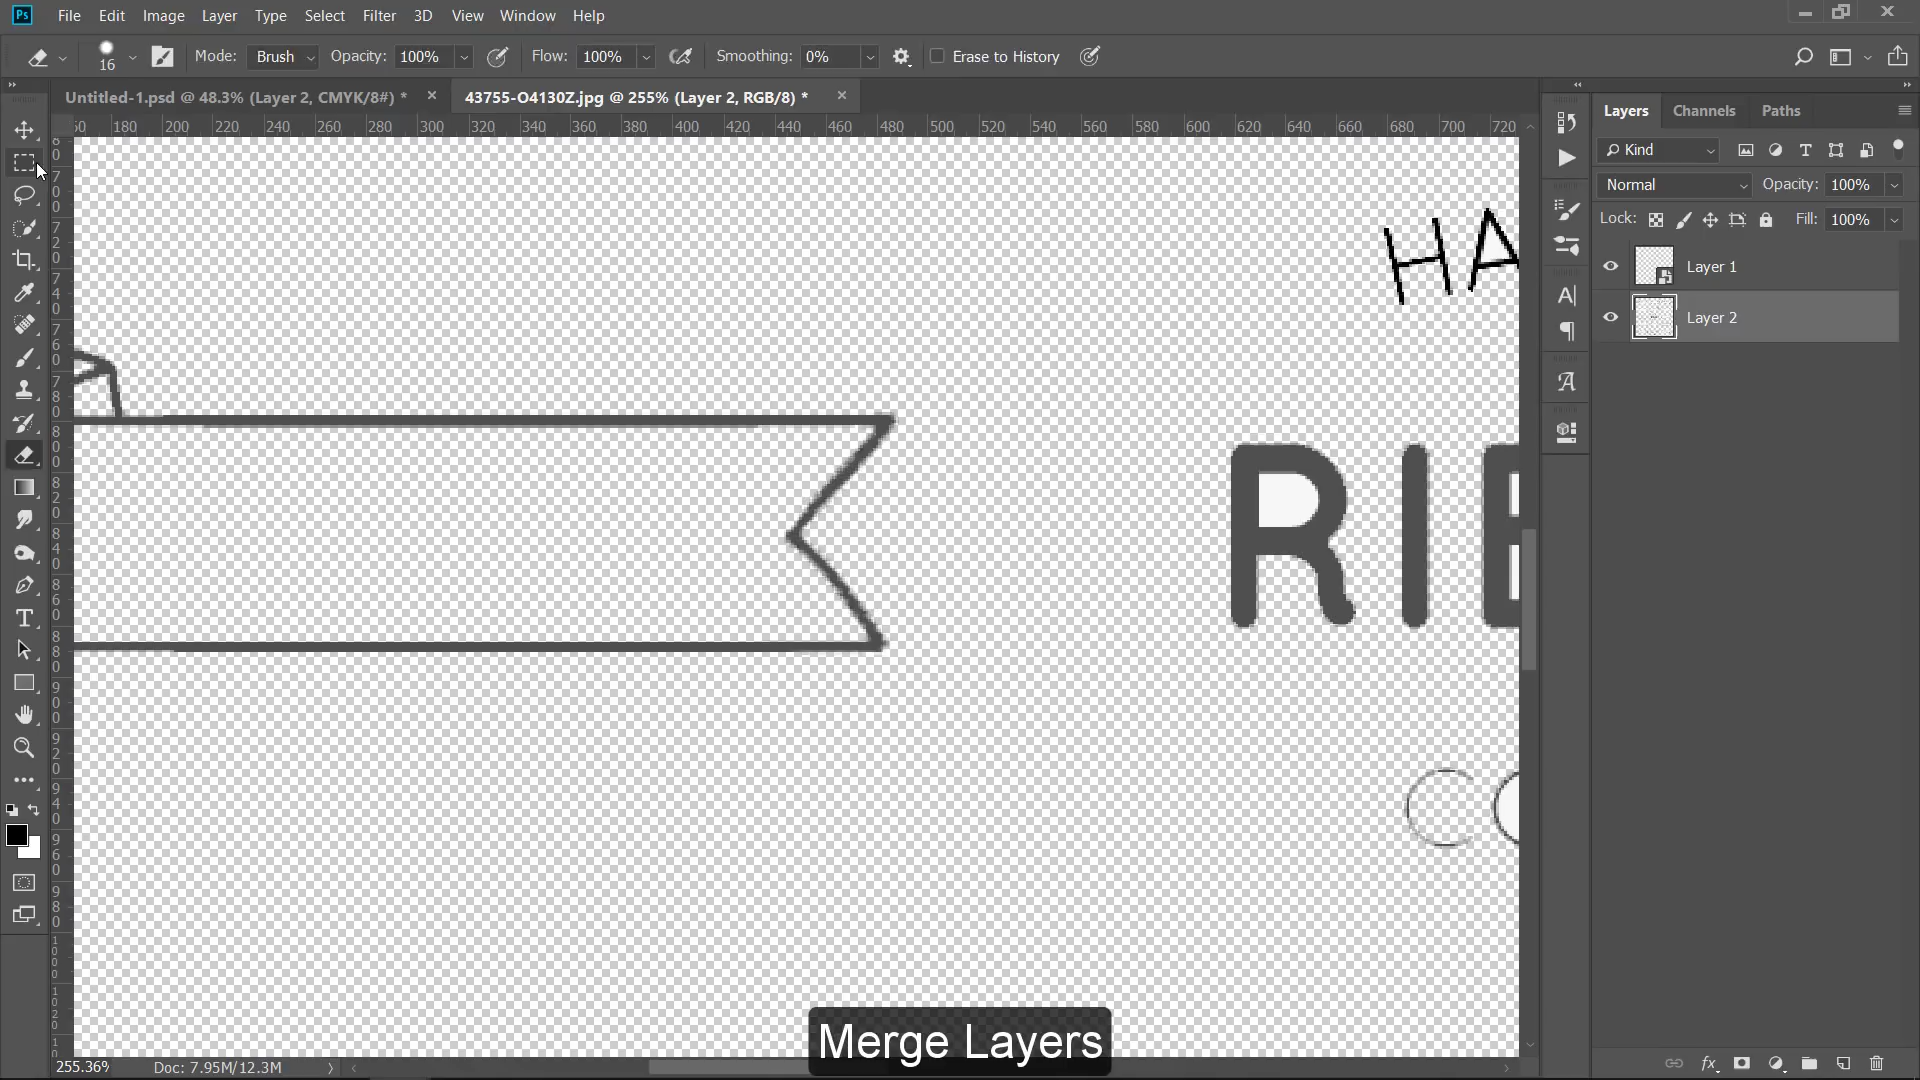 Ps File Edit Image Layer Type Select Filter 3D View Window Help
16 Mode: Brush Opacity: 100% Flow: 100% Smoothing: 0% Erase to History
Untitled-1.psd @ 48.3% (Layer 2, CMYK/8#) * 43755-O4130Z.jpg @ 255% (Layer 2, RGB/8) *
Layers Channels Paths
180 200 220 240 260 280 300 320 340 360 380 400 420 440 460 480 500 520 540 560 580 600 620 640 660 680 700 720
Kind
Normal Opacity: 100%
Lock: Fill: 100%
Layer 1
Layer 2
HA
RIB
CO
Merge Layers
255.36% Doc: 7.95M/12.3M